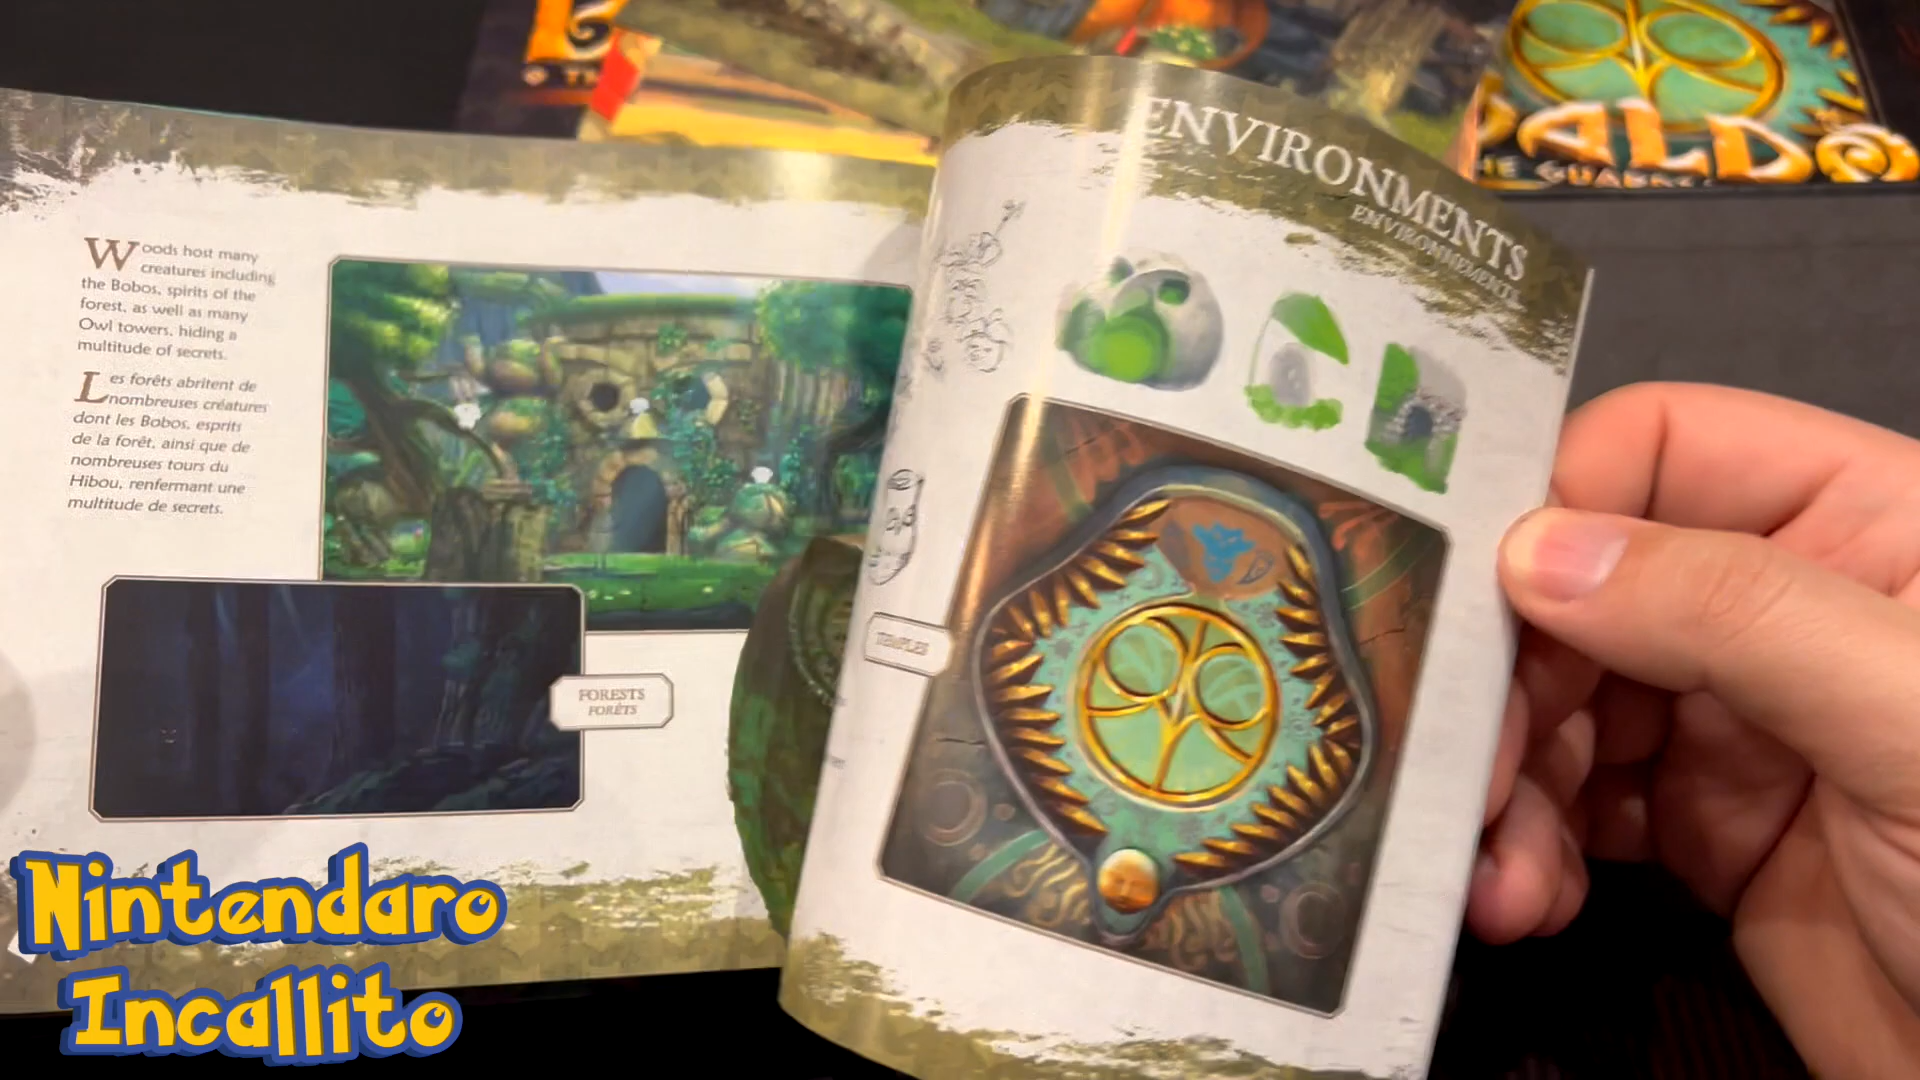 ALDO
ENVIRONMENTS
ENVIRONNEMENTS
Woods host many
creatures including
the Bobos, spirits of the
forest, as well as many
Owl towers, hiding a
multitude of secrets.
Les forêts abritent de
nombreuses créatures
dont les Bobos, esprits
de la forêt, ainsi que de
nombreuses tours du
Hibou, renfermant une
multitude de secrets.
TEMPLES
FORESTS
FORÊTS
Nintendaro
Incallito